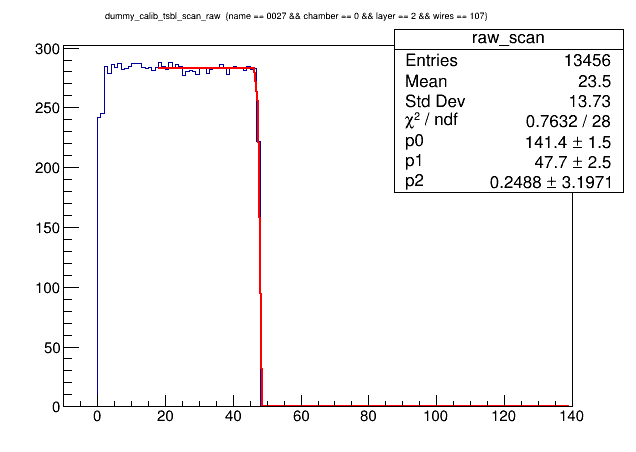 dummy_calib_tsbl_scan_raw (name == 0027 && chamber == 0 && layer == 2 && wires == 107)
raw_scan
Entries 13456
Mean 23.5
Std Dev 13.73
χ² / ndf 0.7632 / 28
p0 141.4 ± 1.5
p1 47.7 ± 2.5
p2 0.2488 ± 3.1971
300
250
200
150
100
50
0
0 20 40 60 80 100 120 140